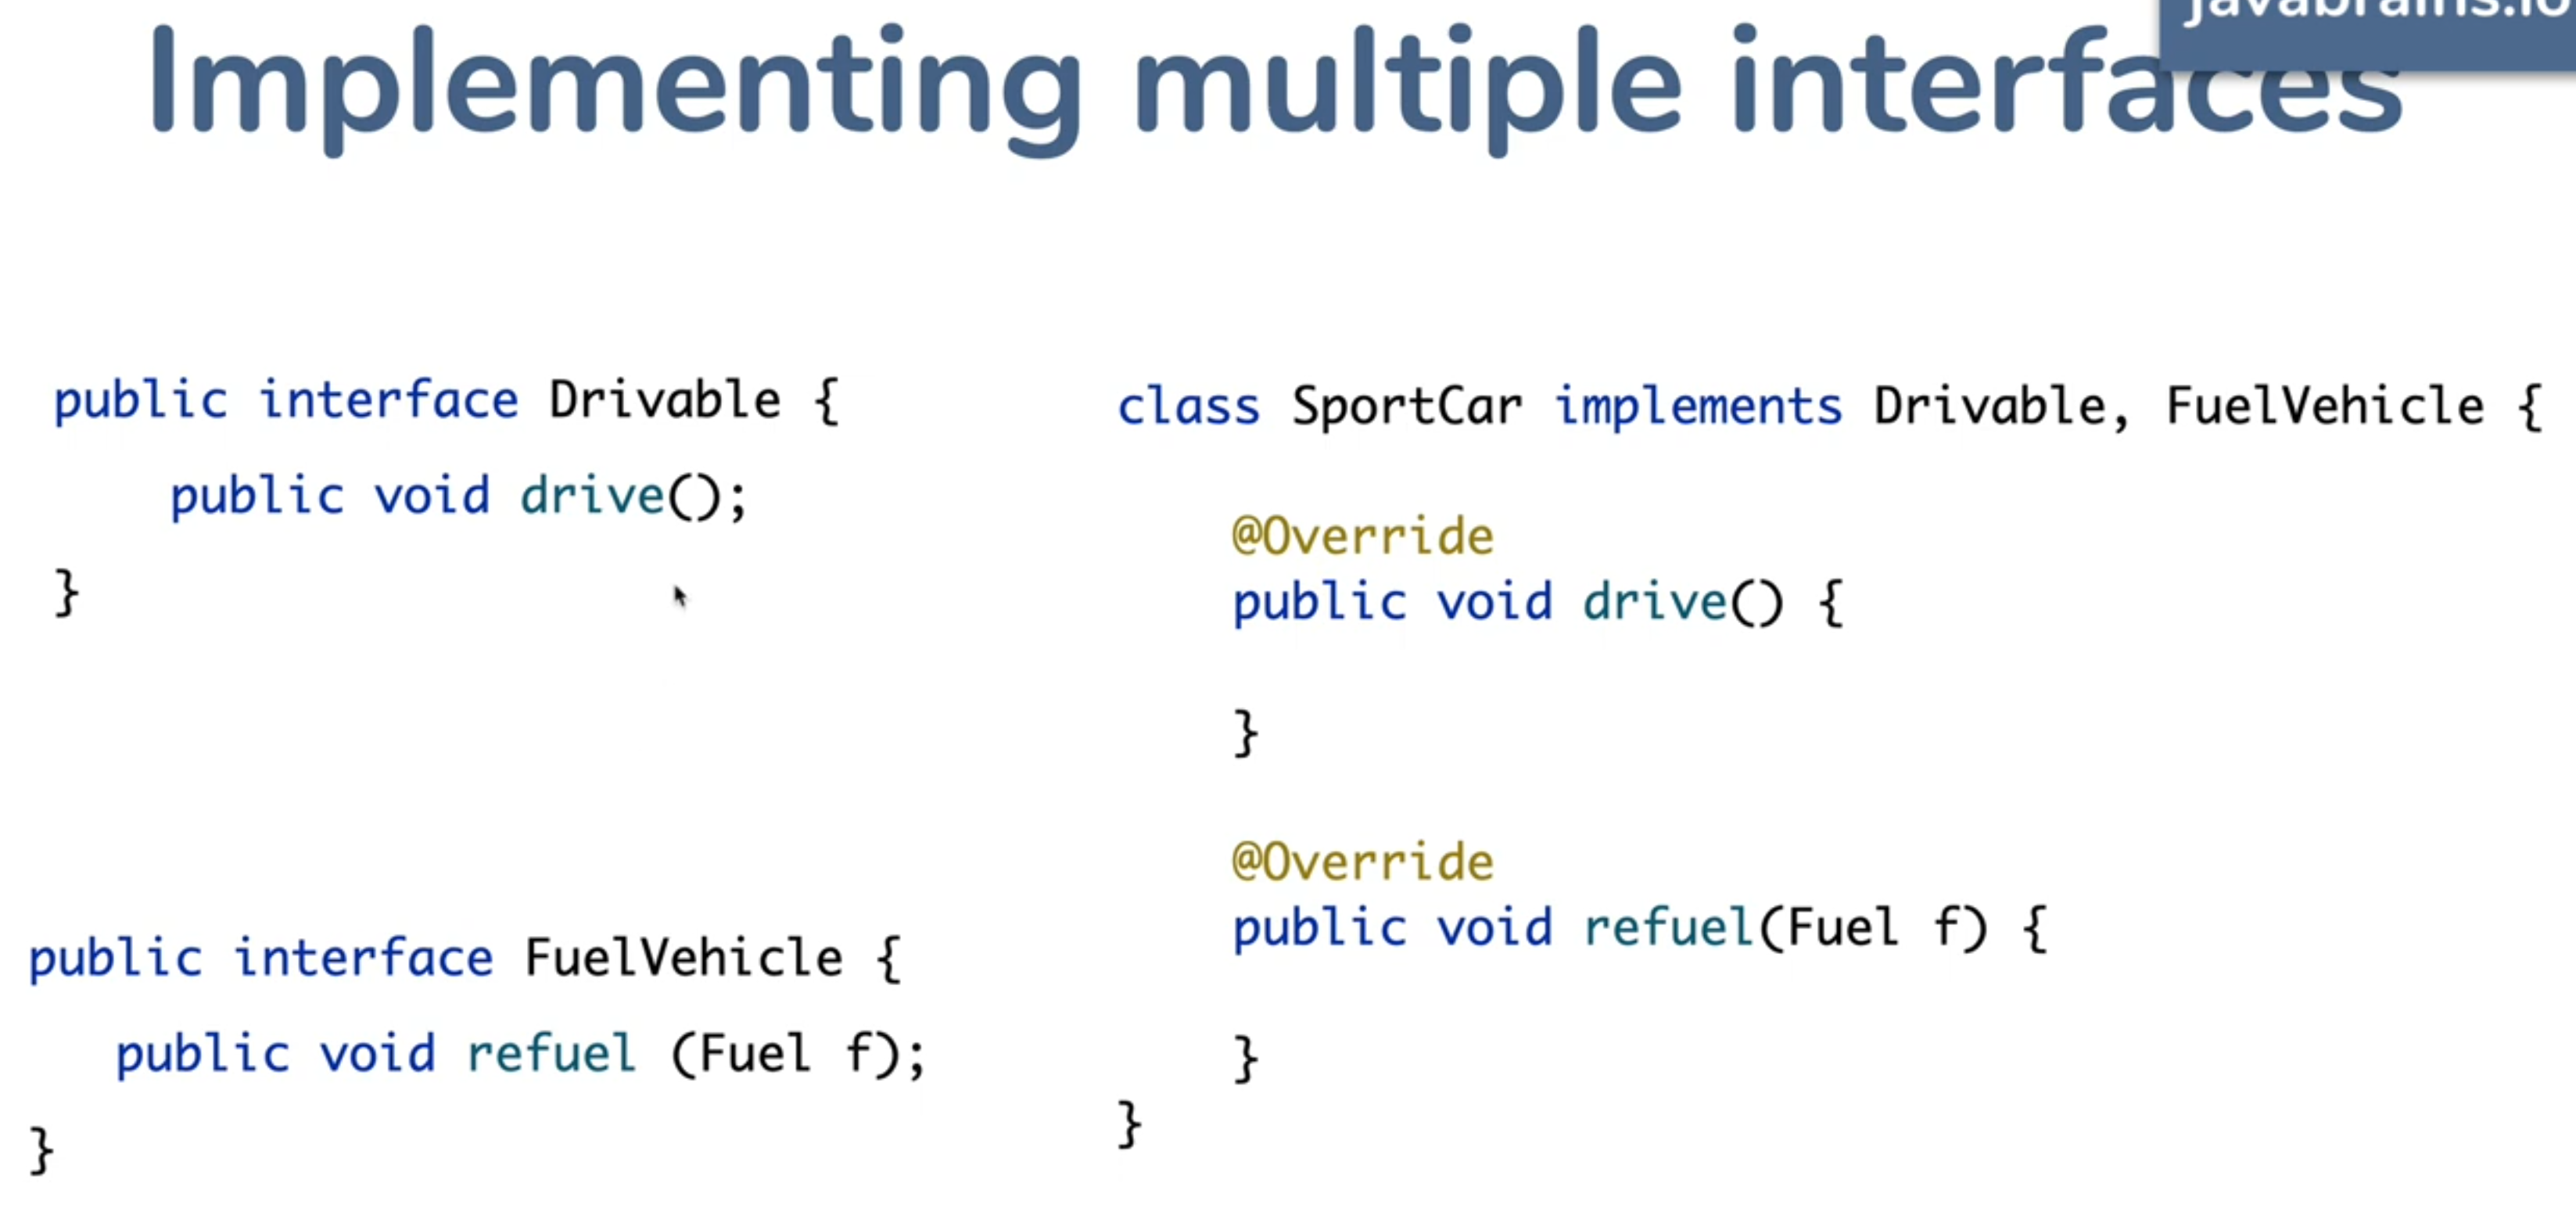 javabrains.io
Implementing multiple interfaces
public interface Drivable {
public void drive();
}
public interface FuelVehicle {
public void refuel (Fuel f);
}
class SportCar implements Drivable, FuelVehicle {
@Override
public void drive() {
}
@Override
public void refuel(Fuel f) {
}
}